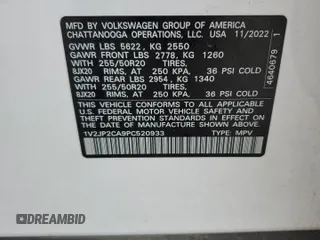 MFD. BY VOLKSWAGEN GROUP OF AMERICA
CHATTANOOGA OPERATIONS, LLC. USA 11/2022
GVWR LBS 5622, KG 2550
GAWR FRONT LBS 2778, KG 1260
WITH 255/50R20 TIRES,
8JX20 RIMS, AT 250 KPA, 36 PSI COLD
GAWR REAR LBS 2954, KG 1340
WITH 255/50R20 TIRES,
8JX20 RIMS, AT 250 KPA, 36 PSI COLD
THIS VEHICLE CONFORMS TO ALL APPLICABLE
U.S. FEDERAL MOTOR VEHICLE SAFETY, BUMPER, AND
THEFT PREVENTION STANDARDS IN EFFECT ON THE
DATE OF MANUFACTURE SHOWN ABOVE.
1V2JP2CA9PC520933 TYPE: MPV
4640679 1
DREAMBID